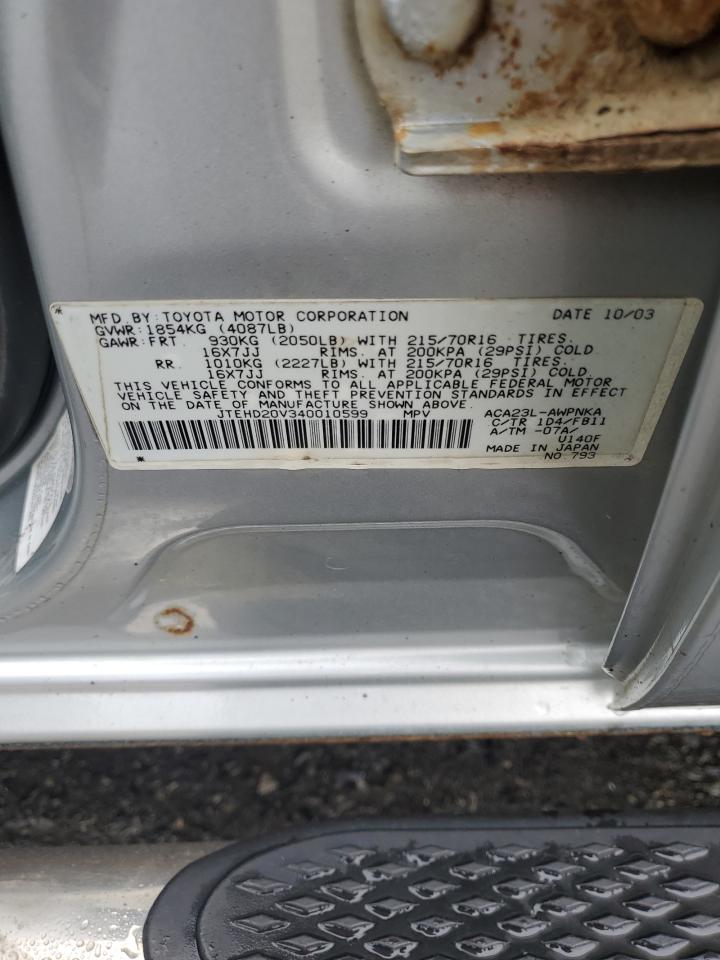 MFD BY: TOYOTA MOTOR CORPORATION DATE 10/03
GVWR: 1854KG (4087LB)
GAWR: FRT. 930KG (2050LB) WITH 215/70R16 TIRES.
16X7JJ RIMS. AT 200KPA (29PSI) COLD
RR. 1010KG (2227LB) WITH 215/70R16 TIRES.
16X7JJ RIMS. AT 200KPA (29PSI) COLD
THIS VEHICLE CONFORMS TO ALL APPLICABLE FEDERAL MOTOR
VEHICLE SAFETY AND THEFT PREVENTION STANDARDS IN EFFECT
ON THE DATE OF MANUFACTURE SHOWN ABOVE.
JTEHD20V340010599 MPV ACA23L-AWPNKA
C/TR 1D4/FB11
A/TM -07A/
U140F
MADE IN JAPAN
NO.793